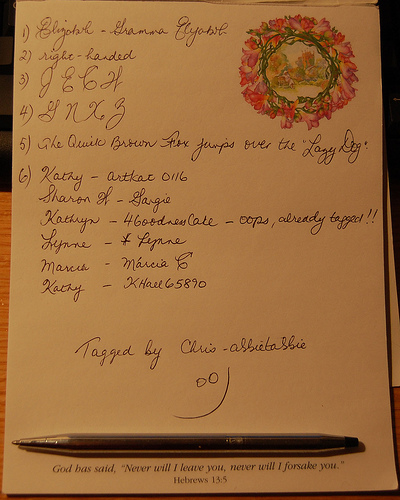 1) Elizabeth - Gramma Elizabeth
2) right-handed
3) J E C H
4) G N X Z
5) The Quick Brown Fox jumps over the "Lazy Dog".
6) Kathy - artkat 0116
Sharon H - Gargie
Kathryn - 4GoodnessCake - oops, already tagged!!
Lynne - Lynne
Marcia - Márcia C
Kathy - KHall65890
Tagged by Chris - abbietabbie
God has said, "Never will I leave you, never will I forsake you."
Hebrews 13:5